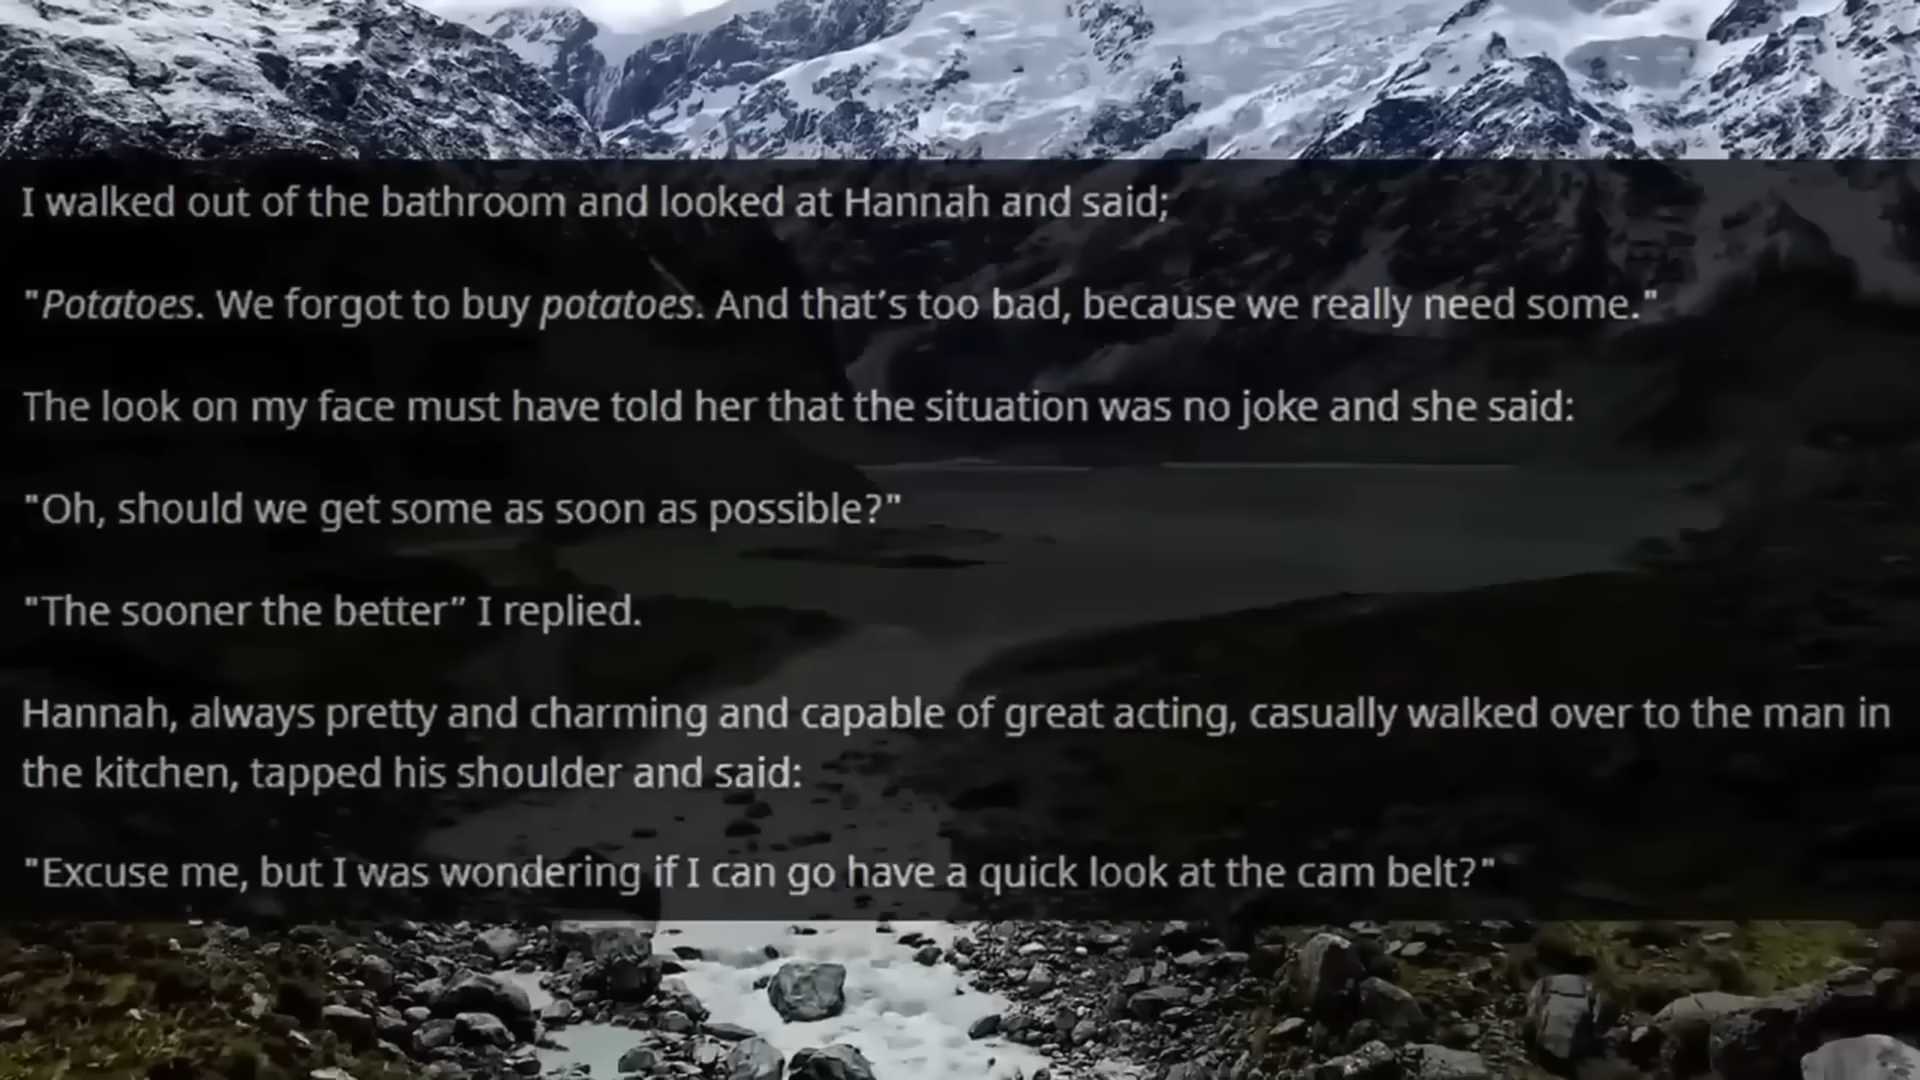 I walked out of the bathroom and looked at Hannah and said;
"Potatoes. We forgot to buy potatoes. And that’s too bad, because we really need some."
The look on my face must have told her that the situation was no joke and she said:
"Oh, should we get some as soon as possible?"
"The sooner the better” I replied.
Hannah, always pretty and charming and capable of great acting, casually walked over to the man in
the kitchen, tapped his shoulder and said:
"Excuse me, but I was wondering if I can go have a quick look at the cam belt?"